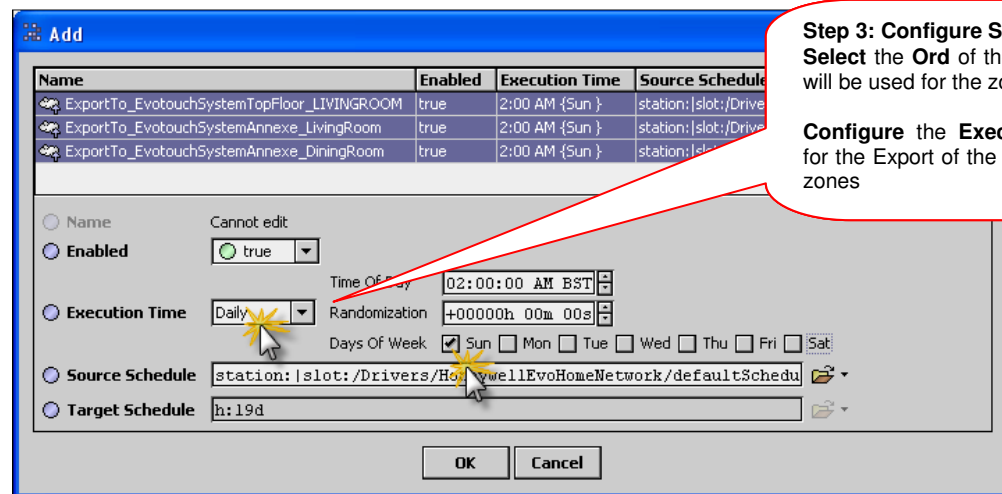 Add
Step 3: Configure S
Select the Ord of th
will be used for the zo
Configure the Exec
for the Export of the
zones
Name Enabled Execution Time Source Schedule
ExportTo_EvotouchSystemTopFloor_LIVINGROOM true 2:00 AM {Sun } station:|slot:/Drive
ExportTo_EvotouchSystemAnnexe_LivingRoom true 2:00 AM {Sun } station:|slot:/Drive
ExportTo_EvotouchSystemAnnexe_DiningRoom true 2:00 AM {Sun }
Name Cannot edit
Enabled true
Time Of Day 02:00:00 AM BST
Execution Time Daily Randomization +00000h 00m 00s
Days Of Week Sun Mon Tue Wed Thu Fri Sat
Source Schedule station:|slot:/Drivers/HoneywellEvoHomeNetwork/defaultSchedu
Target Schedule h:19d
OK Cancel